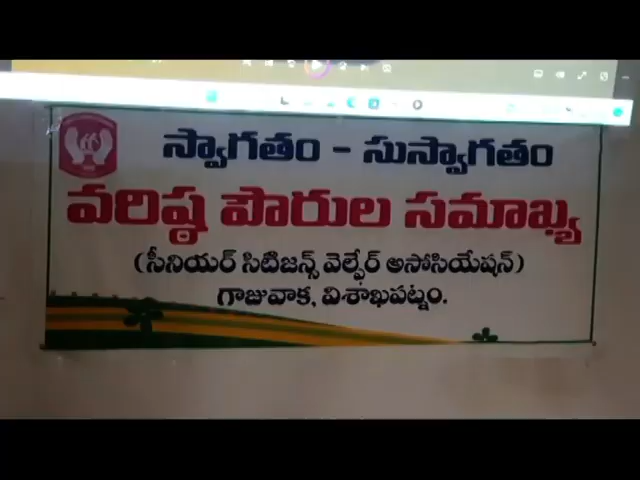 స్వాగతం - సుస్వాగతం
వరిష్ఠ పౌరుల సమాఖ్య
(సీనియర్ సిటిజన్స్ వెల్ఫేర్ అసోసియేషన్)
గాజువాక, విశాఖపట్నం.